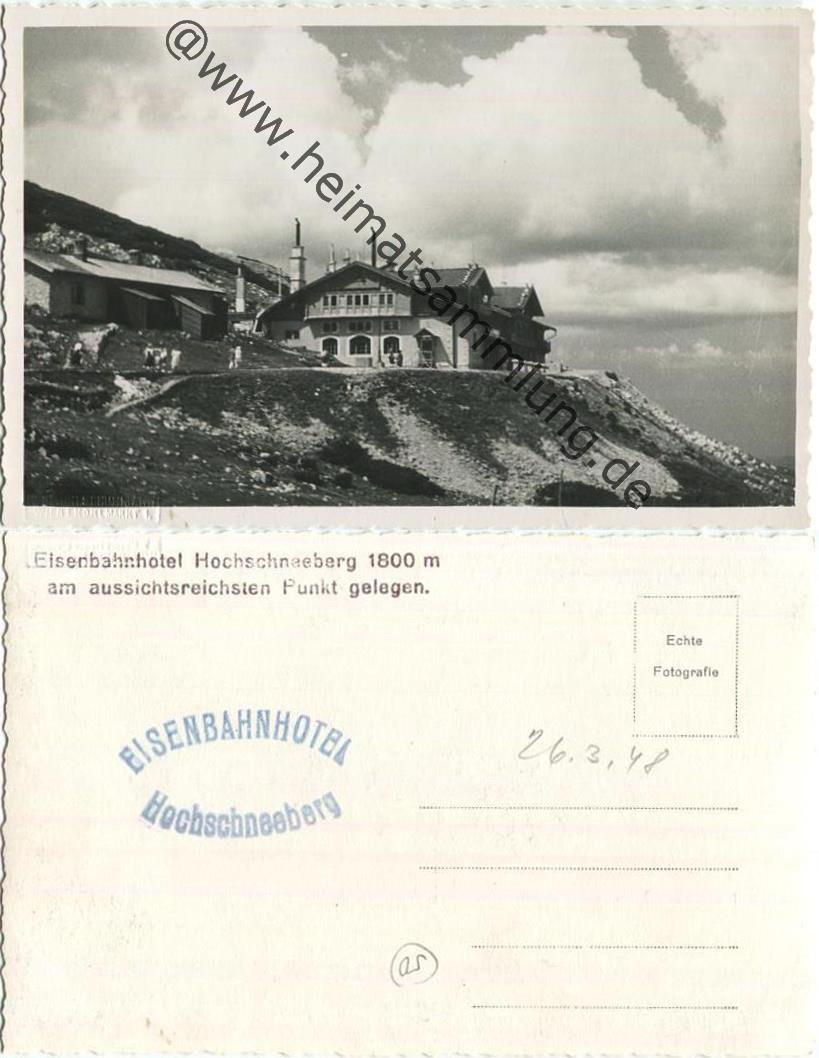 @www.heimatsammlung.de
Eisenbahnhotel Hochschneeberg 1800 m
am aussichtsreichsten Punkt gelegen.
Echte
Fotografie
EISENBAHNHOTEL
Hochschneeberg
26.3.48